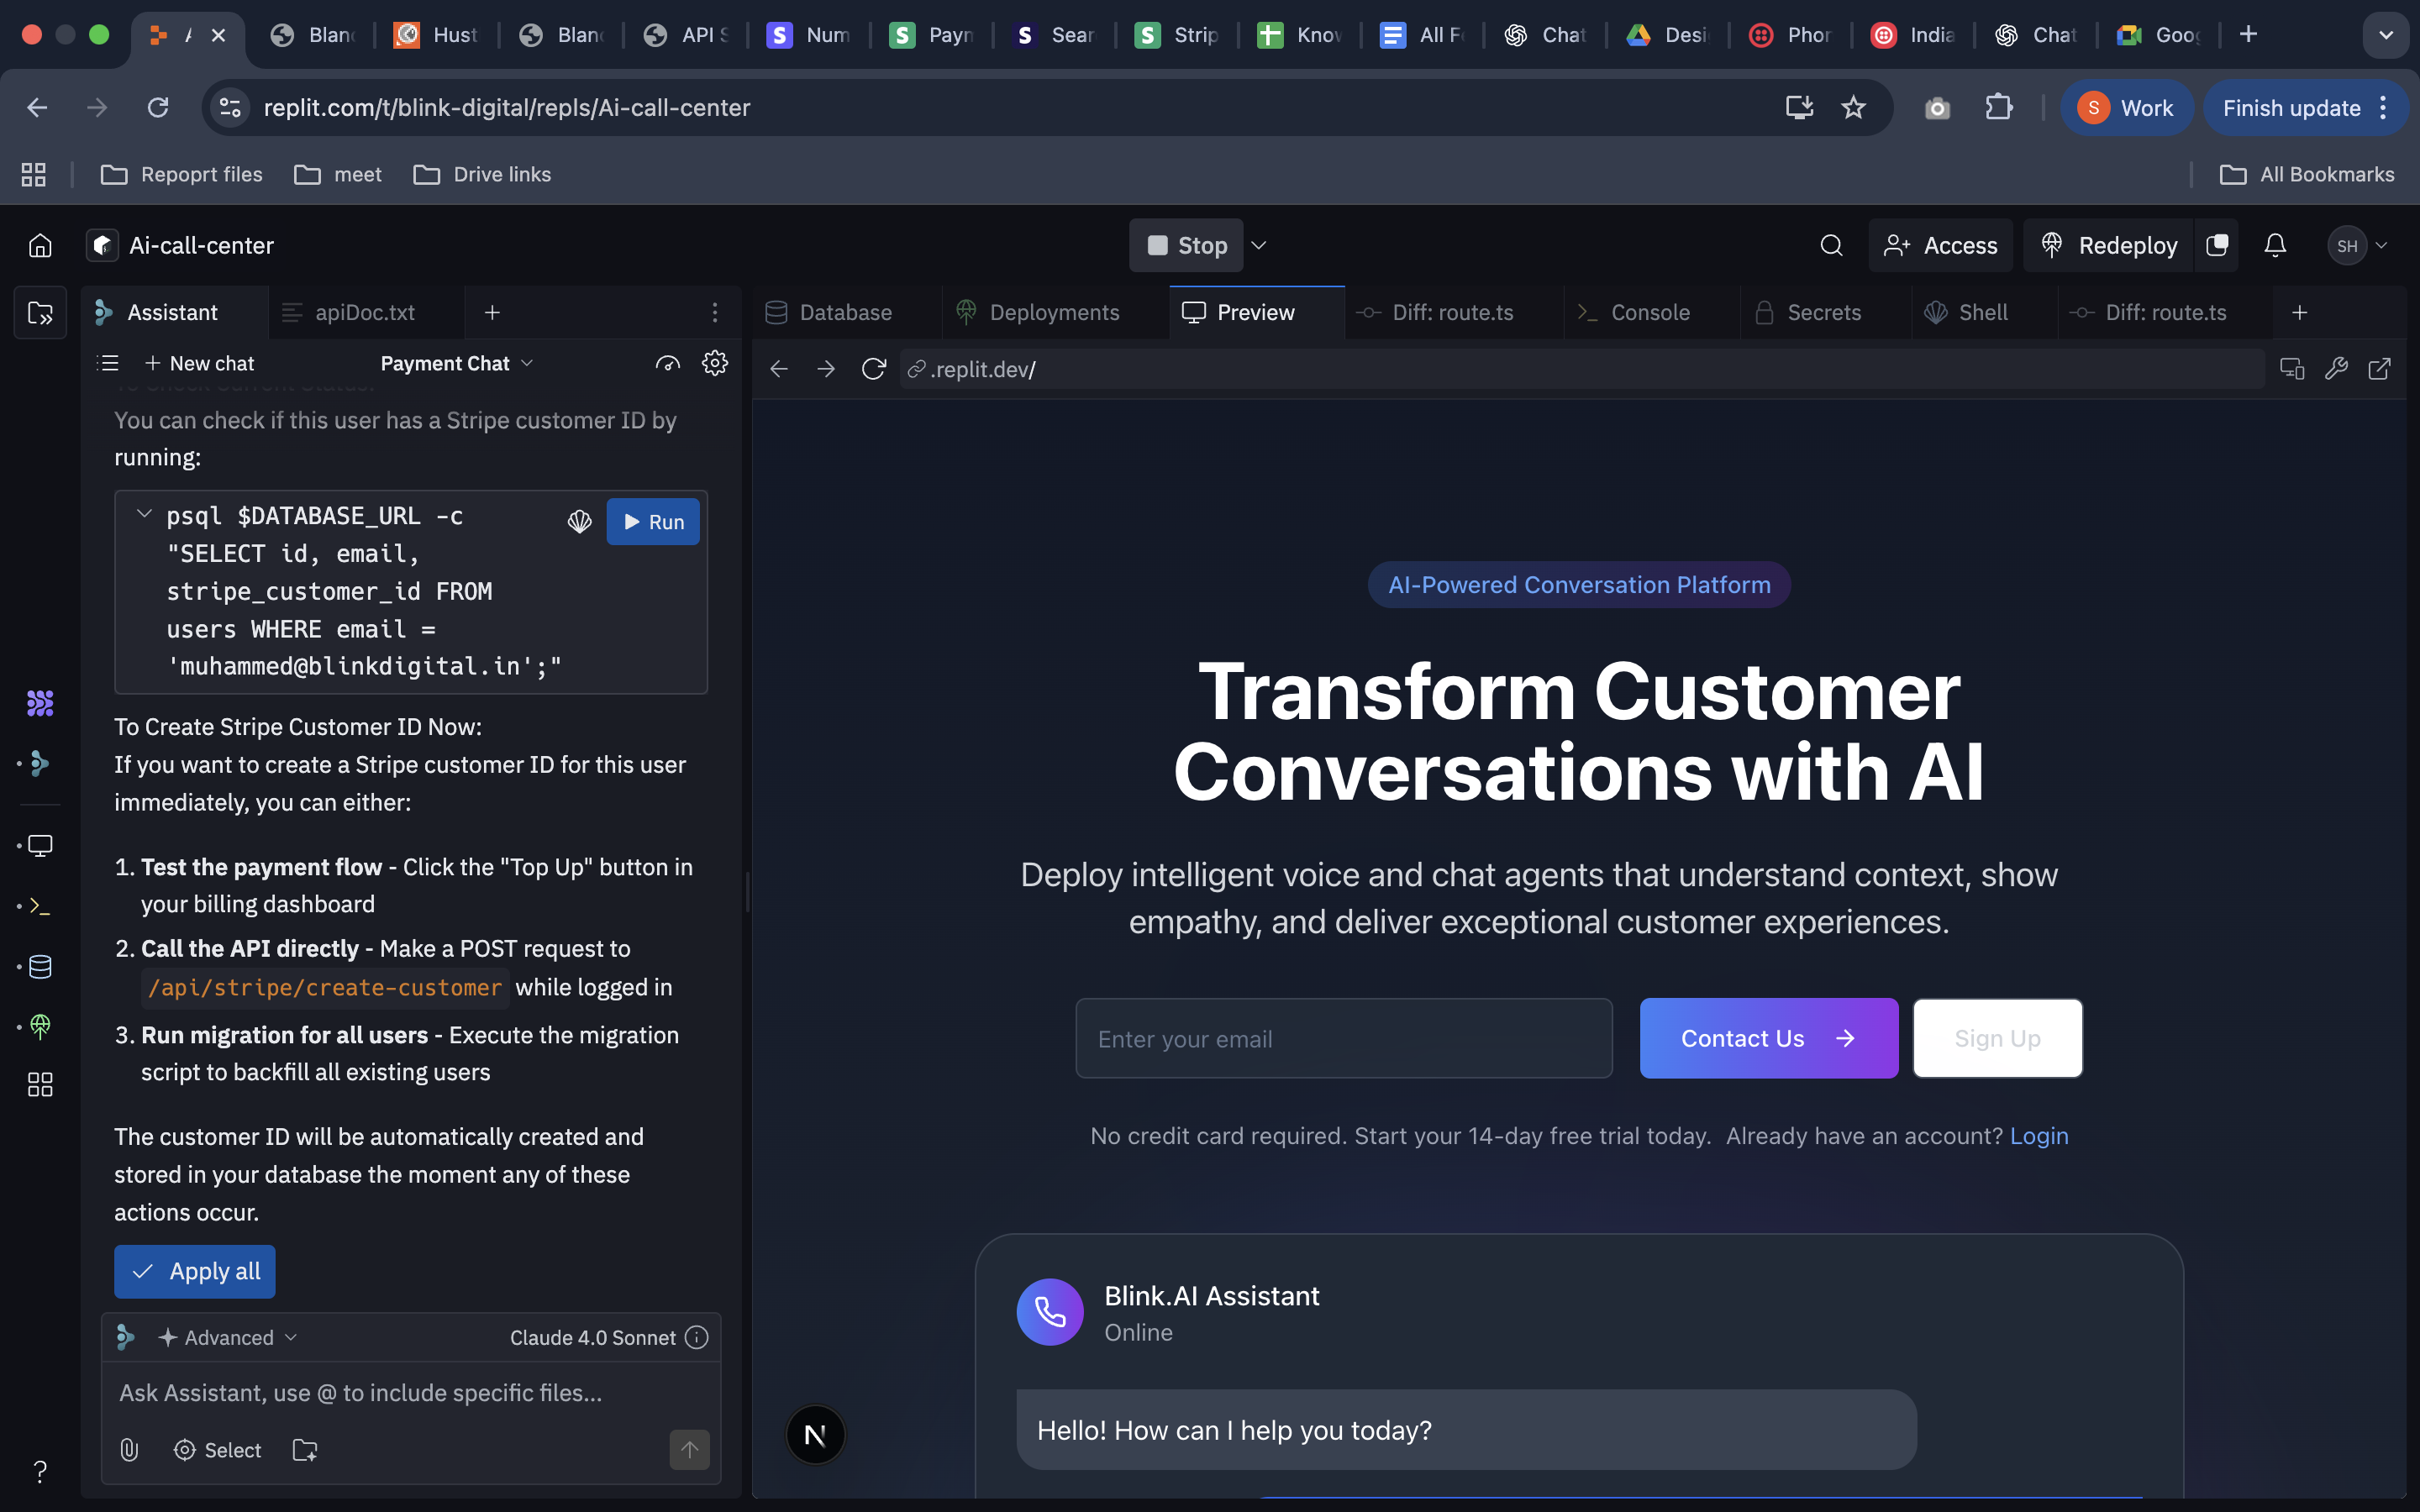 Blan
Hust
Blan
API S
Num
Payn
Sear
Strip
Know
All Fe
Chat
Desi
Phor
India
Chat
Goog
replit.com/t/blink-digital/repls/Ai-call-center
S
Work
Finish update
Repoprt files
meet
Drive links
All Bookmarks
Ai-call-center
Stop
Access
Redeploy
SH
Assistant
apiDoc.txt
Database
Deployments
Preview
Diff: route.ts
Console
Secrets
Shell
Diff: route.ts
New chat
Payment Chat
.replit.dev/
To Check Current Status:
You can check if this user has a Stripe customer ID by
running:
psql $DATABASE_URL -c
"SELECT id, email,
stripe_customer_id FROM
users WHERE email =
'muhammed@blinkdigital.in';"
Run
To Create Stripe Customer ID Now:
If you want to create a Stripe customer ID for this user
immediately, you can either:
1. Test the payment flow - Click the "Top Up" button in
your billing dashboard
2. Call the API directly - Make a POST request to
/api/stripe/create-customer while logged in
3. Run migration for all users - Execute the migration
script to backfill all existing users
The customer ID will be automatically created and
stored in your database the moment any of these
actions occur.
Apply all
Advanced
Claude 4.0 Sonnet
Ask Assistant, use @ to include specific files...
Select
AI-Powered Conversation Platform
Transform Customer
Conversations with AI
Deploy intelligent voice and chat agents that understand context, show
empathy, and deliver exceptional customer experiences.
Enter your email
Contact Us
Sign Up
No credit card required. Start your 14-day free trial today. Already have an account? Login
Blink.AI Assistant
Online
Hello! How can I help you today?
N